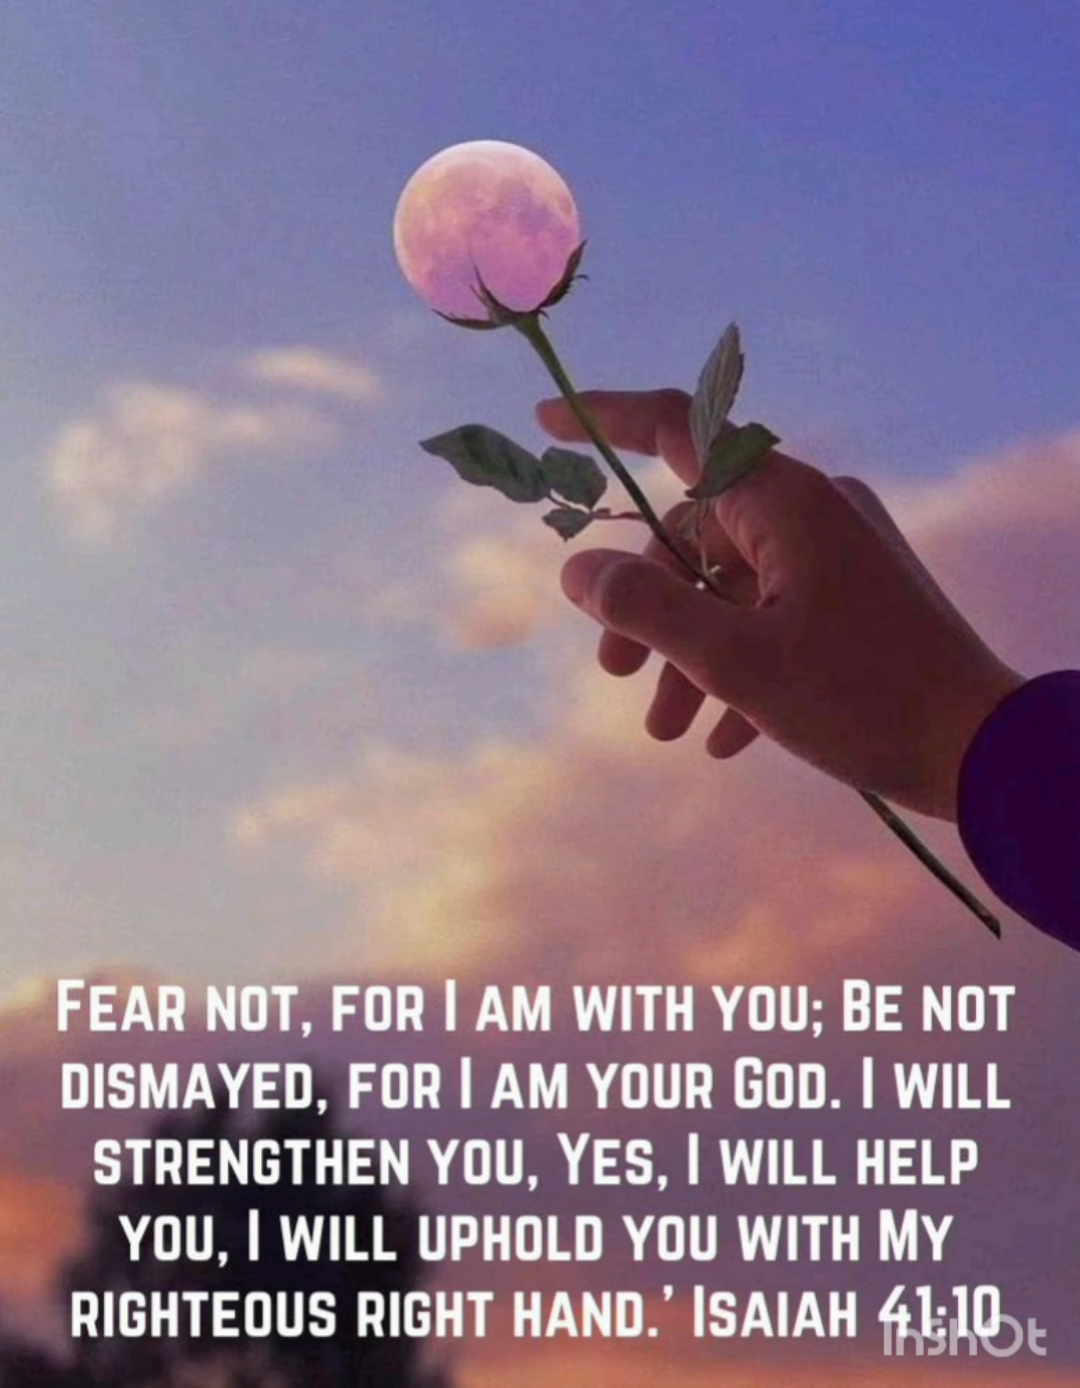 Fear not, for I am with you; Be not
dismayed, for I am your God. I will
strengthen you, Yes, I will help
you, I will uphold you with My
righteous right hand.' Isaiah 41:10
InShOt